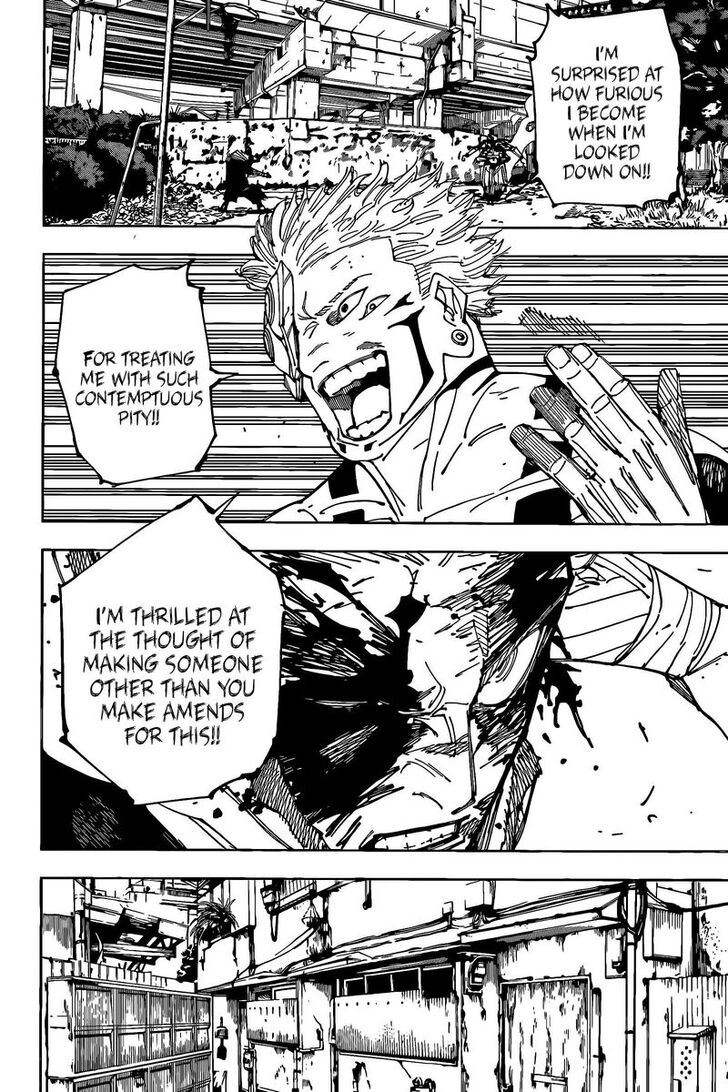 I'M
SURPRISED AT
HOW FURIOUS
I BECOME
WHEN I'M
LOOKED
DOWN ON!!
FOR TREATING
ME WITH SUCH
CONTEMPTUOUS
PITY!!
I'M THRILLED AT
THE THOUGHT OF
MAKING SOMEONE
OTHER THAN YOU
MAKE AMENDS
FOR THIS!!